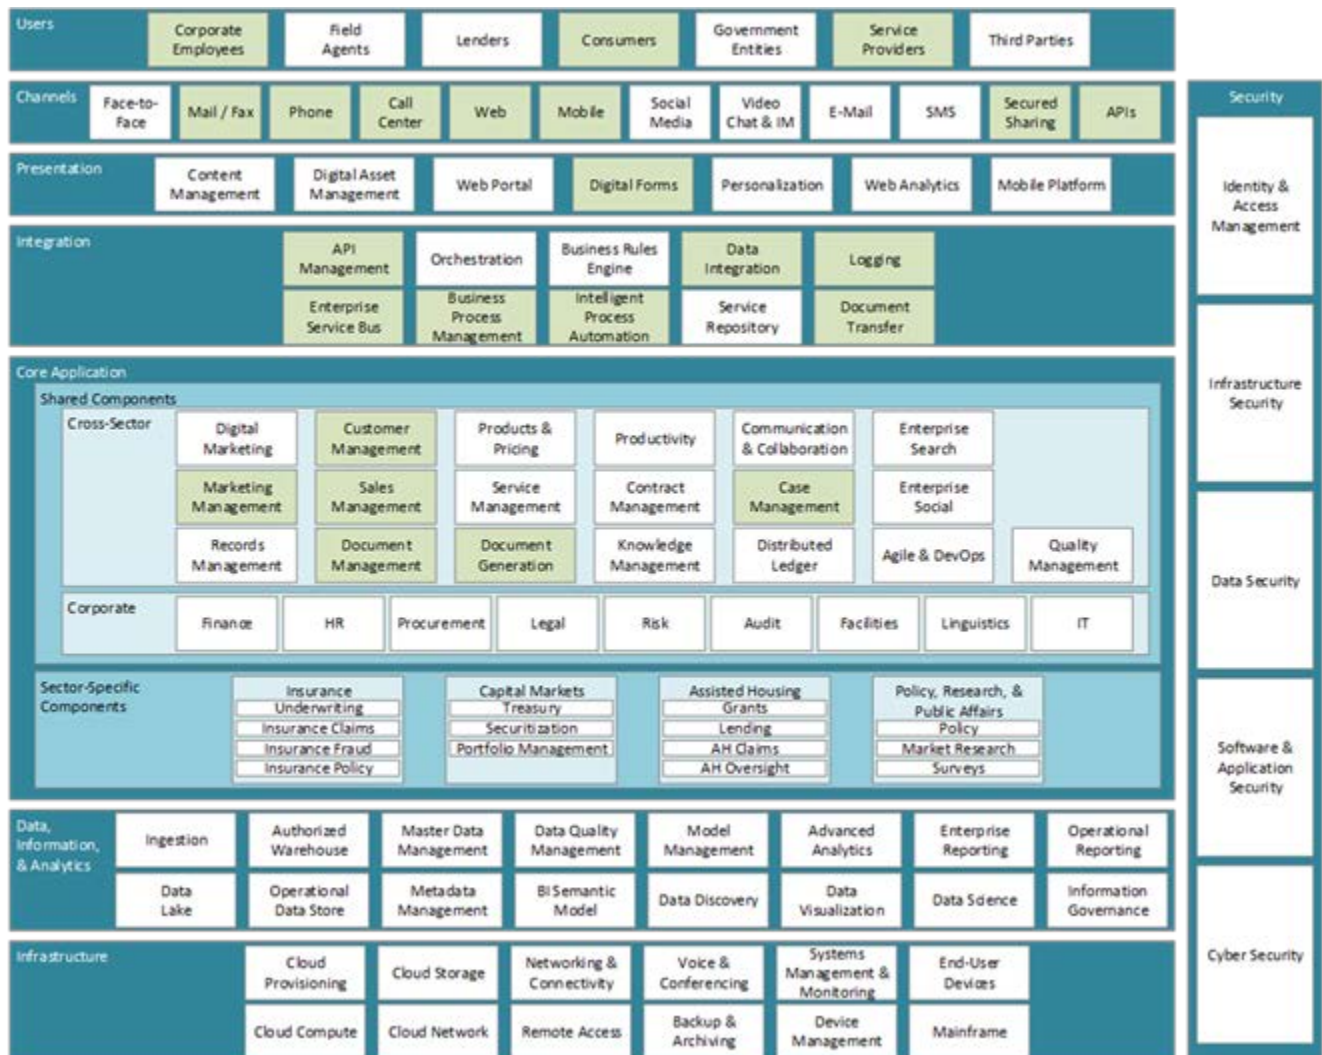 Users
Corporate
Employees
Field
Agents
Lenders
Consumers
Government
Entities
Service
Providers
Third Parties
Channels
Face-to-
Face
Mail / Fax
Phone
Call
Center
Web
Mobile
Social
Media
Video
Chat & IM
E-Mail
SMS
Secured
Sharing
APIs
Presentation
Content
Management
Digital Asset
Management
Web Portal
Digital Forms
Personalization
Web Analytics
Mobile Platform
Integration
API
Management
Orchestration
Business Rules
Engine
Data
Integration
Logging
Enterprise
Service Bus
Business
Process
Management
Intelligent
Process
Automation
Service
Repository
Document
Transfer
Core Application
Shared Components
Cross-Sector
Digital
Marketing
Customer
Management
Products &
Pricing
Productivity
Communication
& Collaboration
Enterprise
Search
Marketing
Management
Sales
Management
Service
Management
Contract
Management
Case
Management
Enterprise
Social
Records
Management
Document
Management
Document
Generation
Knowledge
Management
Distributed
Ledger
Agile & DevOps
Quality
Management
Corporate
Finance
HR
Procurement
Legal
Risk
Audit
Facilities
Linguistics
IT
Sector-Specific
Components
Insurance
Underwriting
Insurance Claims
Insurance Fraud
Insurance Policy
Capital Markets
Treasury
Securitization
Portfolio Management
Assisted Housing
Grants
Lending
AH Claims
AH Oversight
Policy, Research, &
Public Affairs
Policy
Market Research
Surveys
Data,
Information,
& Analytics
Ingestion
Authorized
Warehouse
Master Data
Management
Data Quality
Management
Model
Management
Advanced
Analytics
Enterprise
Reporting
Operational
Reporting
Data
Lake
Operational
Data Store
Metadata
Management
BI Semantic
Model
Data Discovery
Data
Visualization
Data Science
Information
Governance
Infrastructure
Cloud
Provisioning
Cloud Storage
Networking &
Connectivity
Voice &
Conferencing
Systems
Management &
Monitoring
End-User
Devices
Cloud Compute
Cloud Network
Remote Access
Backup &
Archiving
Device
Management
Mainframe
Security
Identity &
Access
Management
Infrastructure
Security
Data Security
Software &
Application
Security
Cyber Security